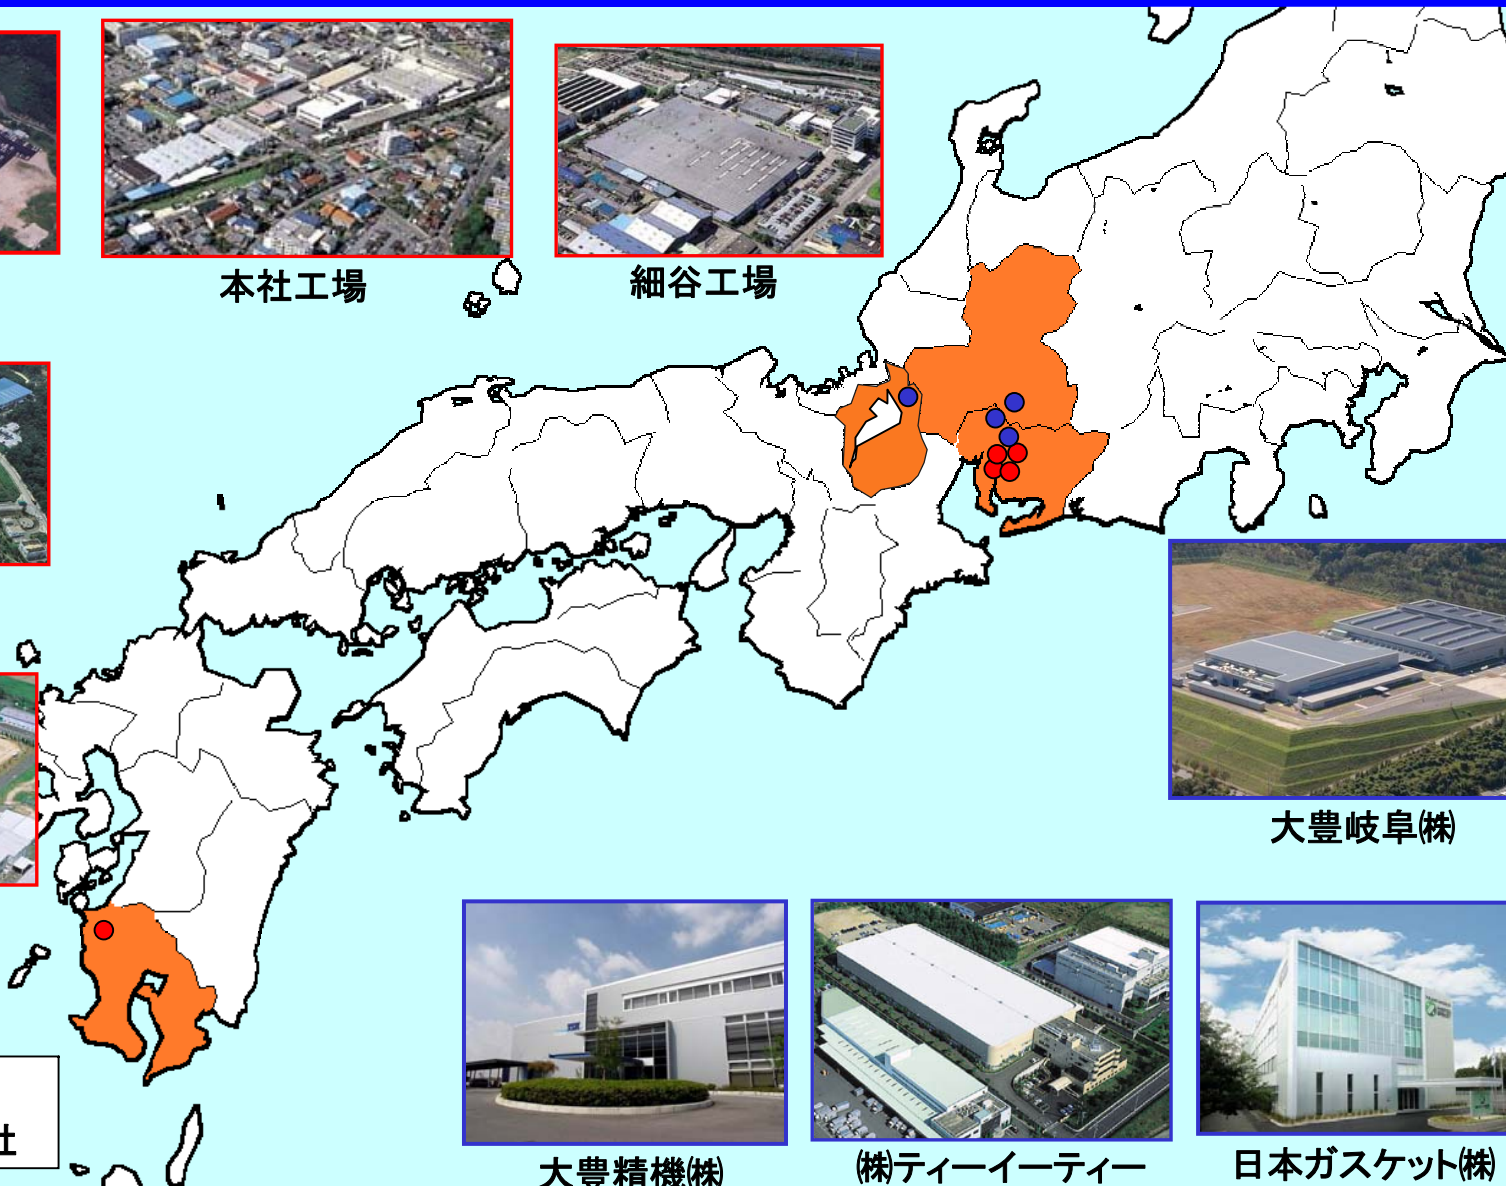 本社工場
細谷工場
大豊岐阜㈱
社
大豊精機㈱
㈱ティーイーティー
日本ガスケット㈱